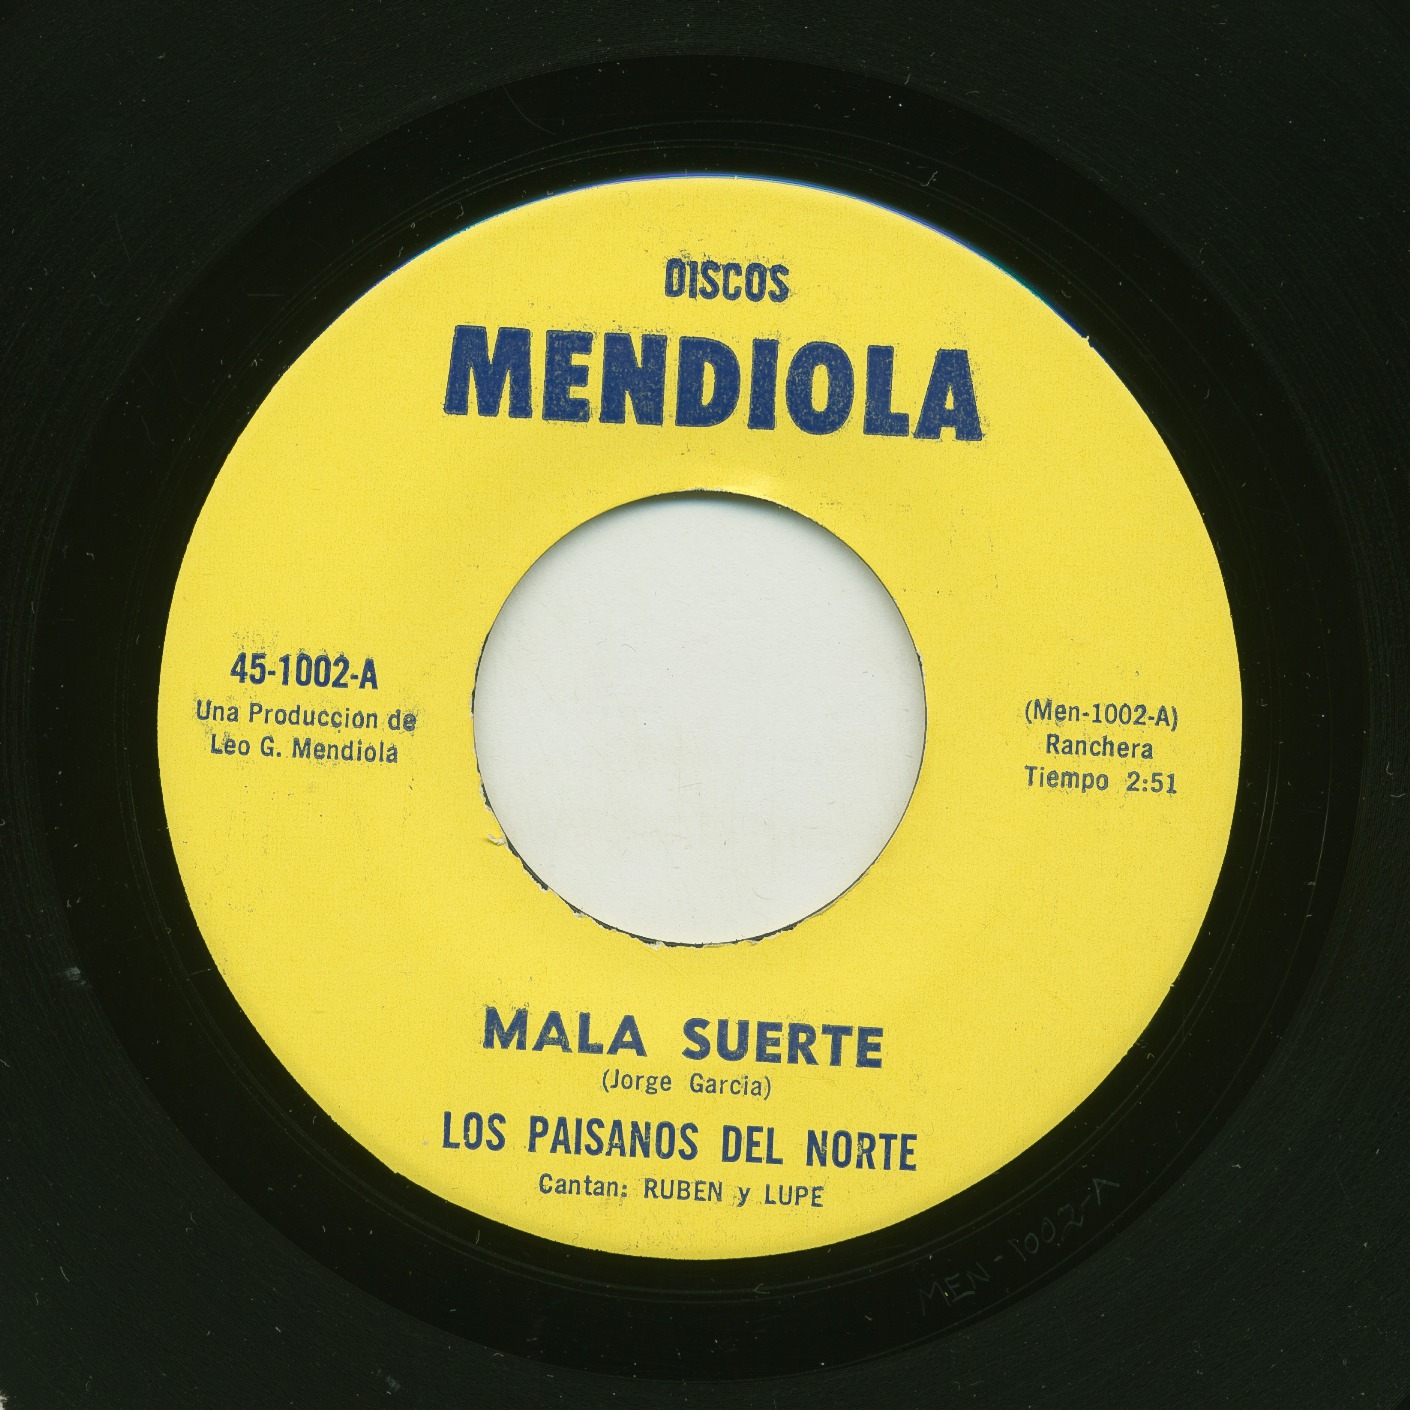 DISCOS
MENDIOLA
45-1002-A
Una Produccion de
Leo G. Mendiola
(Men-1002-A)
Ranchera
Tiempo 2:51
MALA SUERTE
(Jorge Garcia)
LOS PAISANOS DEL NORTE
Cantan: RUBEN y LUPE
MEN-1002-A